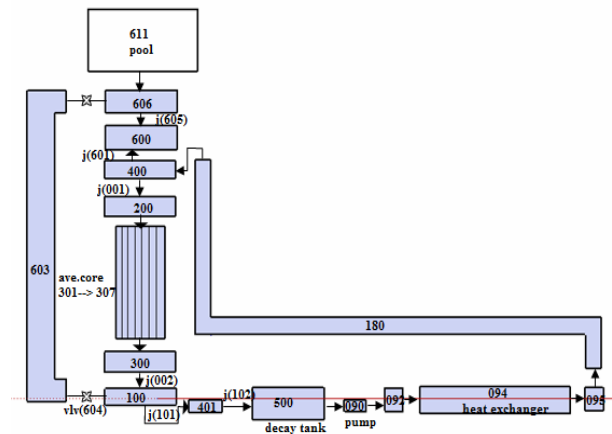 611
pool
606
j(605)
600
j(601)
400
j(001)
200
603
ave.core
301--> 307
180
300
j(002)
100
vlv(604)
j(101)
401
j(102)
500
decay tank
090
pump
092
094
heat exchanger